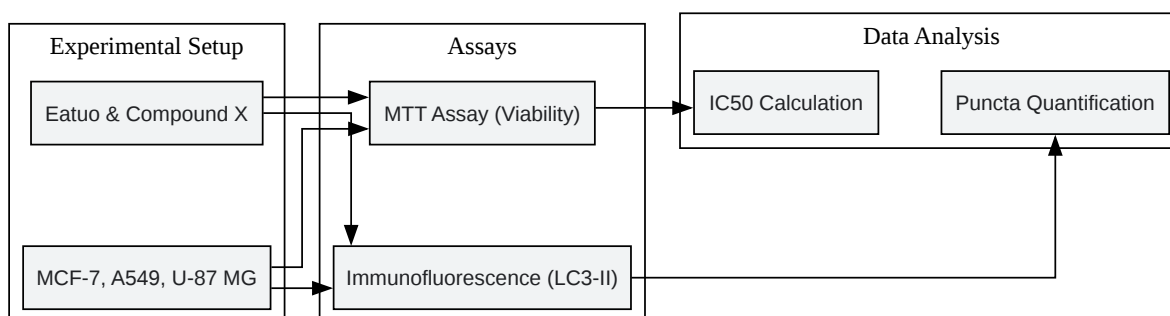 Experimental Setup
Eatuo & Compound X
MCF-7, A549, U-87 MG
Assays
MTT Assay (Viability)
Immunofluorescence (LC3-II)
Data Analysis
IC50 Calculation
Puncta Quantification